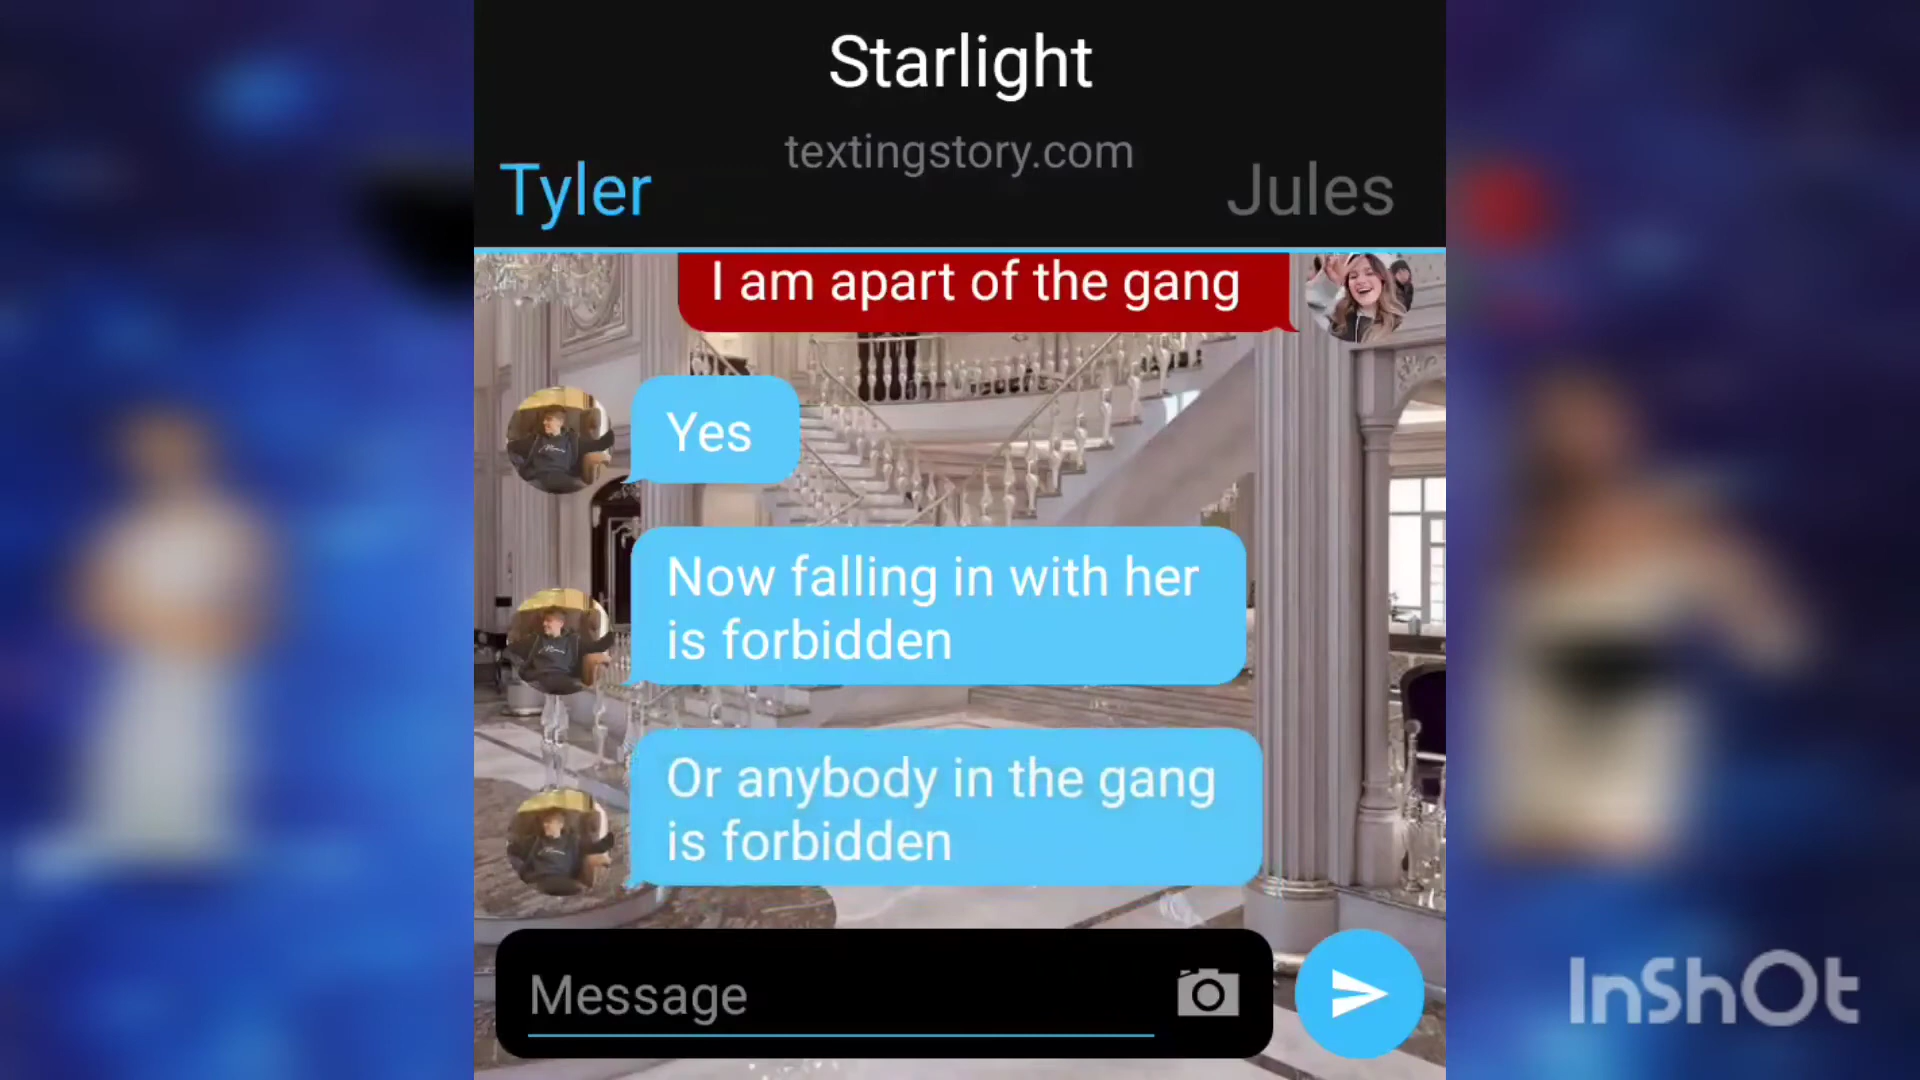 Starlight
textingstory.com
Tyler
Jules
I am apart of the gang
Yes
Now falling in with her
is forbidden
Or anybody in the gang
is forbidden
Message
InShOt